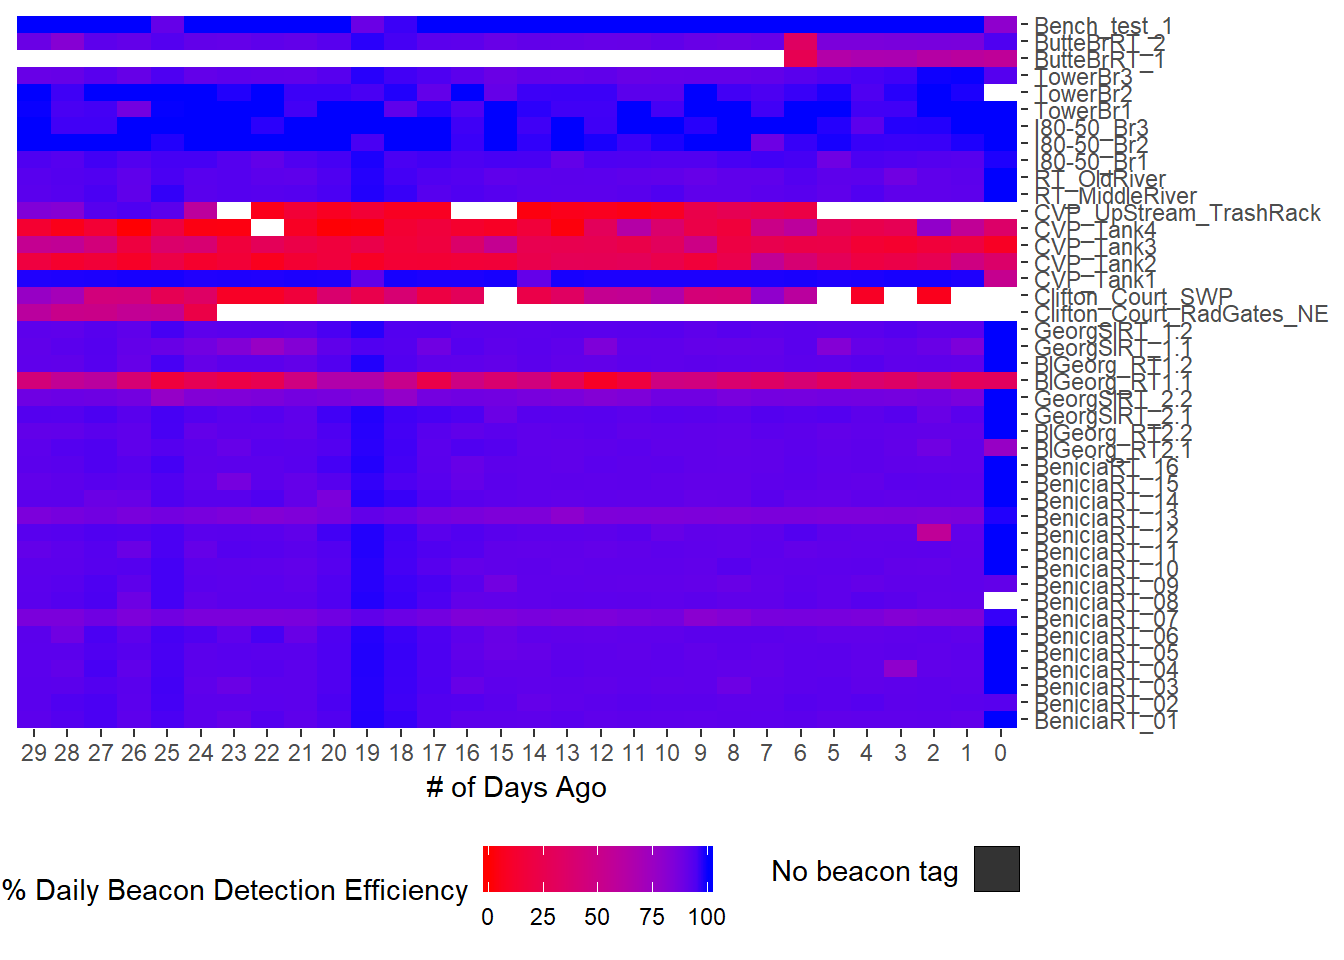 Bench_test_1
ButteBrRT_2
ButteBrRT_1
TowerBr3
TowerBr2
TowerBr1
I80-50_Br3
I80-50_Br2
I80-50_Br1
RT_OldRiver
RT_MiddleRiver
CVP_UpStream_TrashRack
CVP_Tank4
CVP_Tank3
CVP_Tank2
CVP_Tank1
Clifton_Court_SWP
Clifton_Court_RadGates_NE
GeorgSlRT_1.2
GeorgSlRT_1.1
BlGeorg_RT1.2
BlGeorg_RT1.1
GeorgSlRT_2.2
GeorgSlRT_2.1
BlGeorg_RT2.2
BlGeorg_RT2.1
BeniciaRT_16
BeniciaRT_15
BeniciaRT_14
BeniciaRT_13
BeniciaRT_12
BeniciaRT_11
BeniciaRT_10
BeniciaRT_09
BeniciaRT_08
BeniciaRT_07
BeniciaRT_06
BeniciaRT_05
BeniciaRT_04
BeniciaRT_03
BeniciaRT_02
BeniciaRT_01
29 28 27 26 25 24 23 22 21 20 19 18 17 16 15 14 13 12 11 10 9 8 7 6 5 4 3 2 1 0
# of Days Ago
% Daily Beacon Detection Efficiency
0 25 50 75 100
No beacon tag